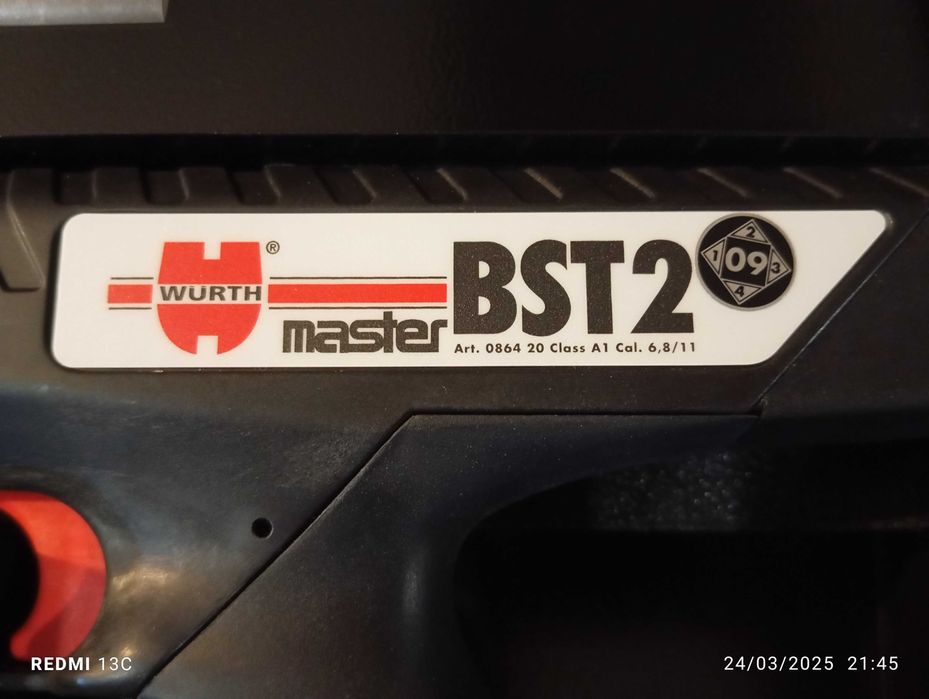 WÜRTH®
master
BST2
Art. 0864 20 Class A1 Cal. 6,8/11
2
1 09 3
4
REDMI 13C
24/03/2025 21:45